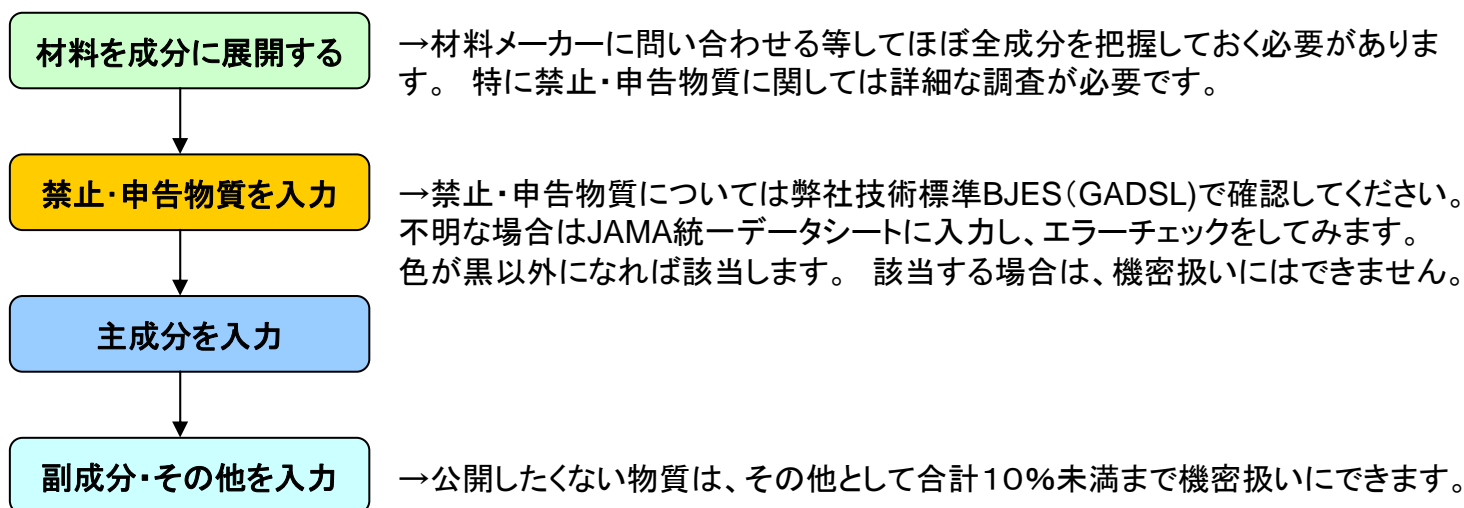 材料を成分に展開する
→材料メーカーに問い合わせる等してほぼ全成分を把握しておく必要がありま
す。 特に禁止・申告物質に関しては詳細な調査が必要です。
禁止・申告物質を入力
→禁止・申告物質については弊社技術標準BJES(GADSL)で確認してください。
不明な場合はJAMA統一データシートに入力し、エラーチェックをしてみます。
色が黒以外になれば該当します。 該当する場合は、機密扱いにはできません。
主成分を入力
副成分・その他を入力
→公開したくない物質は、その他として合計10%未満まで機密扱いにできます。